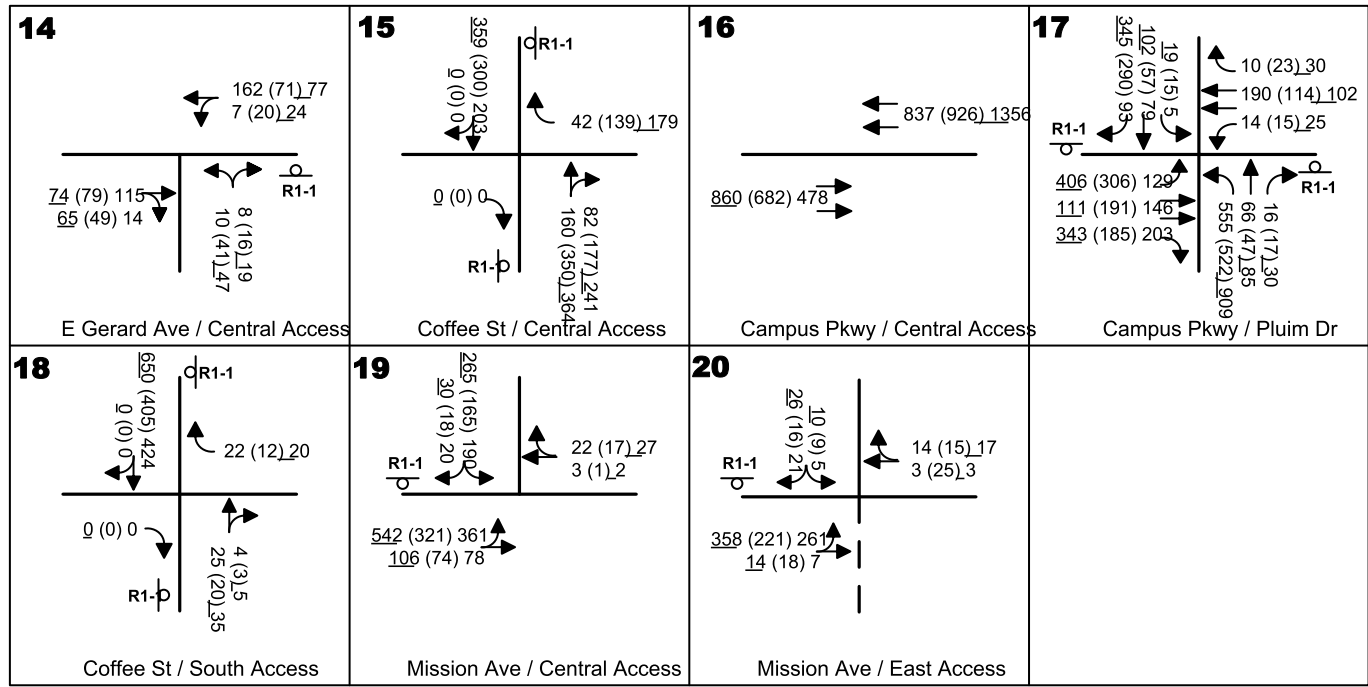 14
162 (71) 77
7 (20) 24
R1-1
74 (79) 115
65 (49) 14
8 (16) 19
10 (41) 47
E Gerard Ave / Central Access
15
359 (300) 203
0 (0) 0
R1-1
42 (139) 179
0 (0) 0
R1-1
82 (177) 241
160 (350) 364
Coffee St / Central Access
16
837 (926) 1356
860 (682) 478
Campus Pkwy / Central Access
17
345 (290) 93
102 (57) 79
19 (15) 5
10 (23) 30
190 (114) 102
14 (15) 25
R1-1
R1-1
406 (306) 129
111 (191) 146
343 (185) 203
16 (17) 30
66 (47) 85
555 (522) 909
Campus Pkwy / Pluim Dr
18
650 (405) 424
0 (0) 0
R1-1
22 (12) 20
0 (0) 0
R1-1
4 (3) 5
25 (20) 35
Coffee St / South Access
19
265 (165) 190
30 (18) 20
R1-1
22 (17) 27
3 (1) 2
542 (321) 361
106 (74) 78
Mission Ave / Central Access
20
10 (9) 5
26 (16) 21
R1-1
14 (15) 17
3 (25) 3
358 (221) 261
14 (18) 7
Mission Ave / East Access